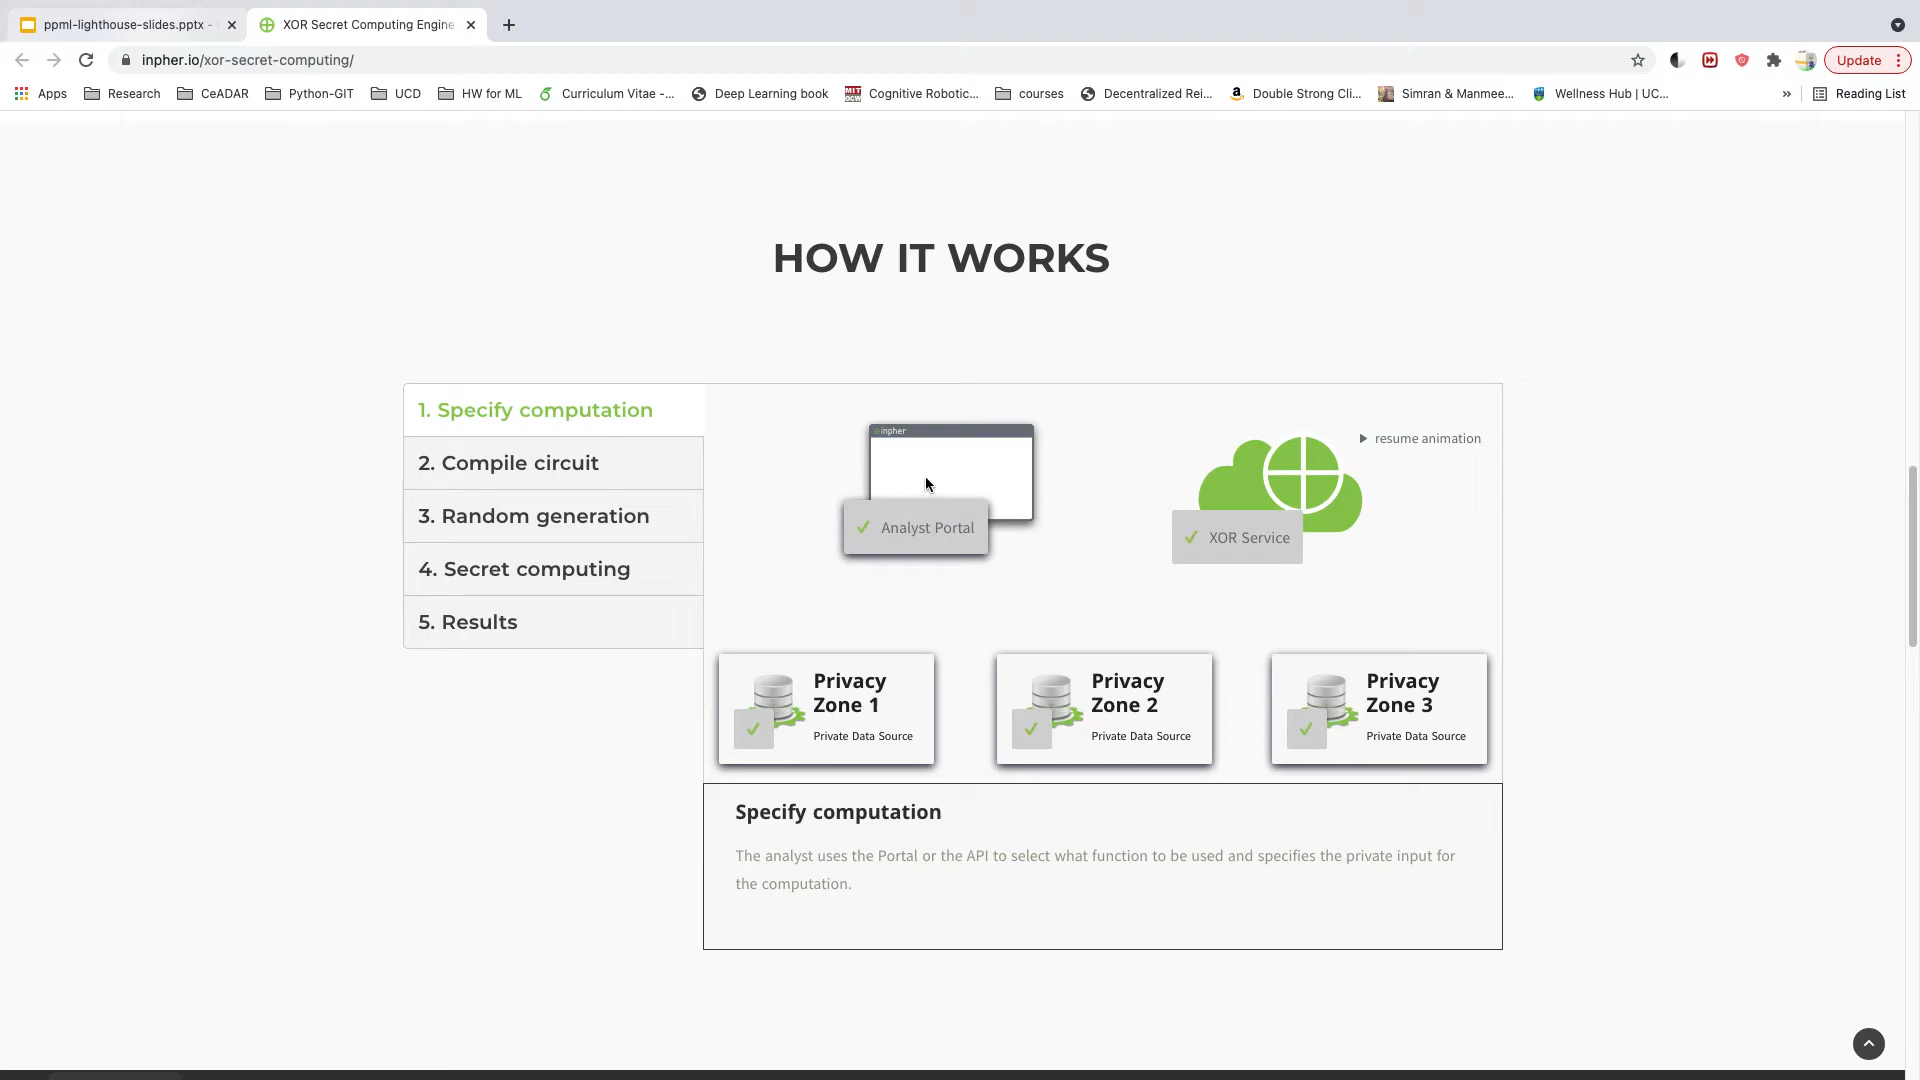 ppml-lighthouse-slides.pptx -
XOR Secret Computing Engine
inpher.io/xor-secret-computing/
Update
Apps
Research
CeADAR
Python-GIT
UCD
HW for ML
Curriculum Vitae -...
Deep Learning book
Cognitive Robotic...
courses
Decentralized Rei...
Double Strong Cli...
Simran & Manmee...
Wellness Hub | UC...
»
Reading List
HOW IT WORKS
1. Specify computation
2. Compile circuit
3. Random generation
4. Secret computing
5. Results
inpher
Analyst Portal
resume animation
XOR Service
Privacy
Zone 1
Private Data Source
Privacy
Zone 2
Private Data Source
Privacy
Zone 3
Private Data Source
Specify computation
The analyst uses the Portal or the API to select what function to be used and specifies the private input for
the computation.